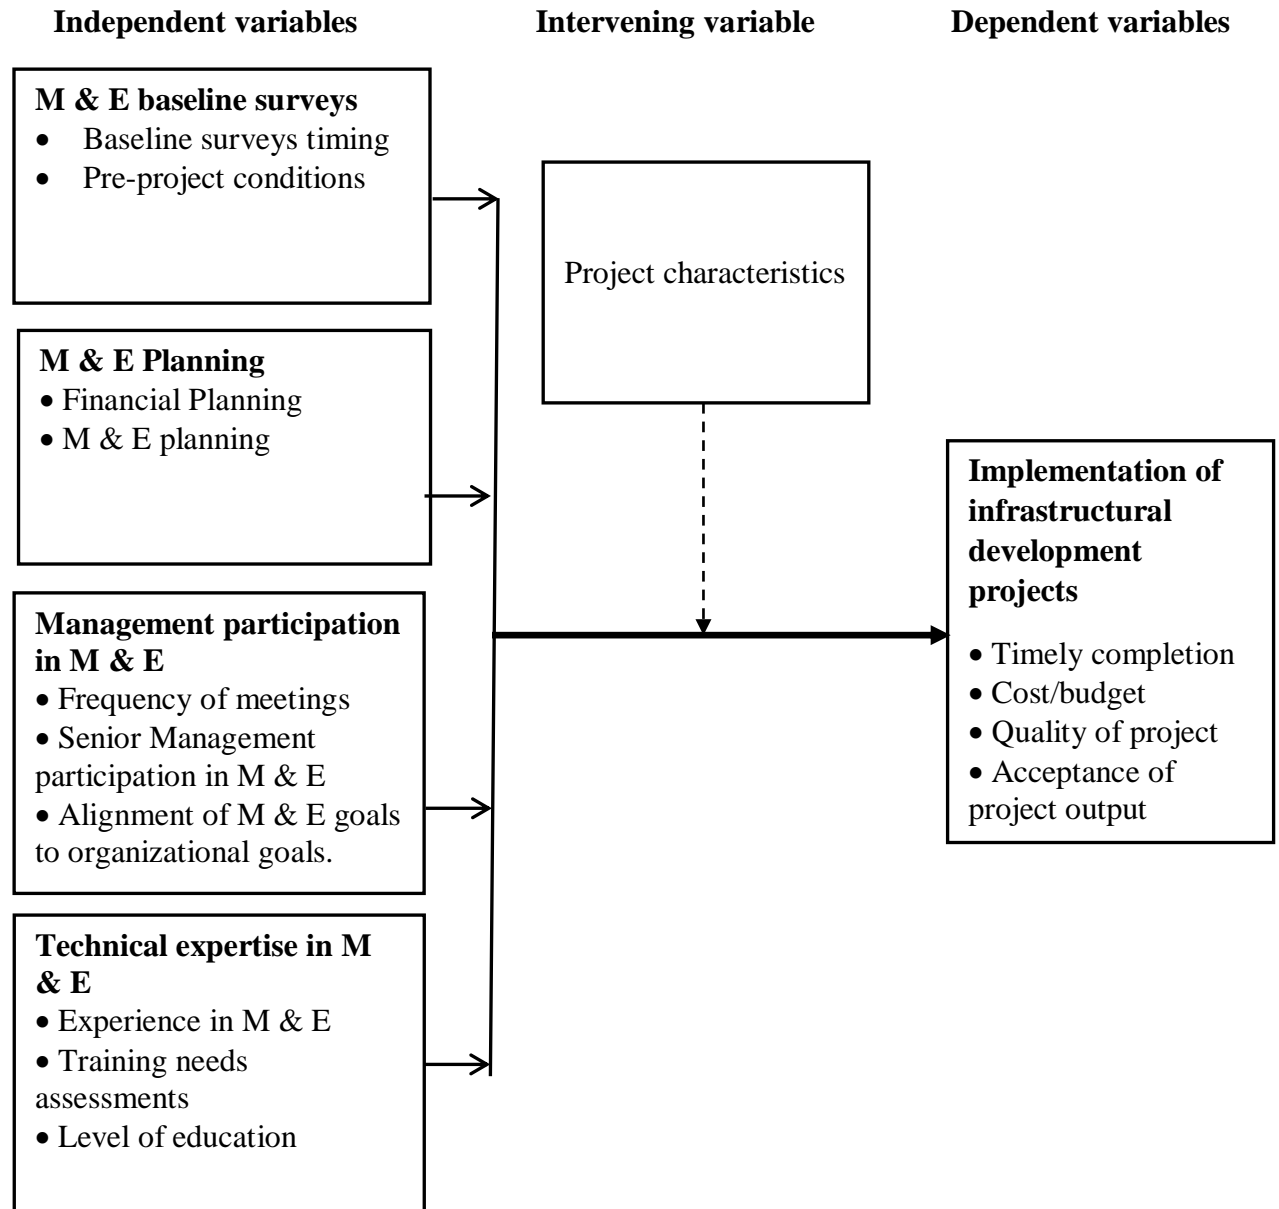 Independent variables
Intervening variable
Dependent variables
M & E baseline surveys
• Baseline surveys timing
• Pre-project conditions
M & E Planning
• Financial Planning
• M & E planning
Management participation
in M & E
• Frequency of meetings
• Senior Management
participation in M & E
• Alignment of M & E goals
to organizational goals.
Technical expertise in M
& E
• Experience in M & E
• Training needs
assessments
• Level of education
Project characteristics
Implementation of
infrastructural
development
projects
• Timely completion
• Cost/budget
• Quality of project
• Acceptance of
project output